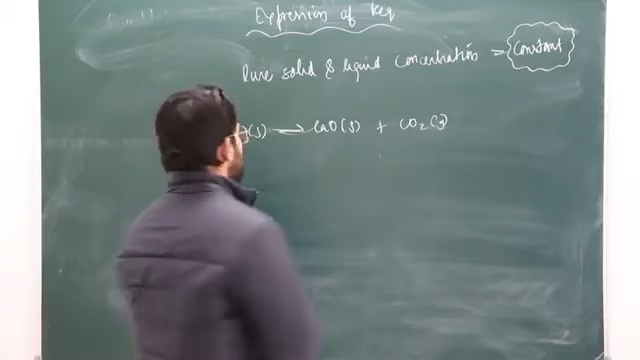 Expression of Keq
Pure solid & liquid concentration = Constant
(s) ⇌ CaO(s) + CO₂(g)